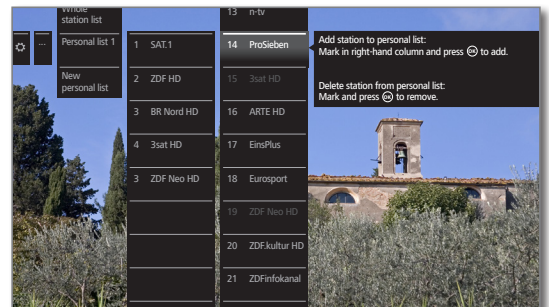 Whole
station list
Personal list 1
New
personal list
...
1 SAT.1
2 ZDF HD
3 BR Nord HD
4 3sat HD
3 ZDF Neo HD
13 n-tv
14 ProSieben
15 3sat HD
16 ARTE HD
17 EinsPlus
18 Eurosport
19 ZDF Neo HD
20 ZDF.kultur HD
21 ZDFinfokanal
Add station to personal list:
Mark in right-hand column and press OK to add.
Delete station from personal list:
Mark and press OK to remove.